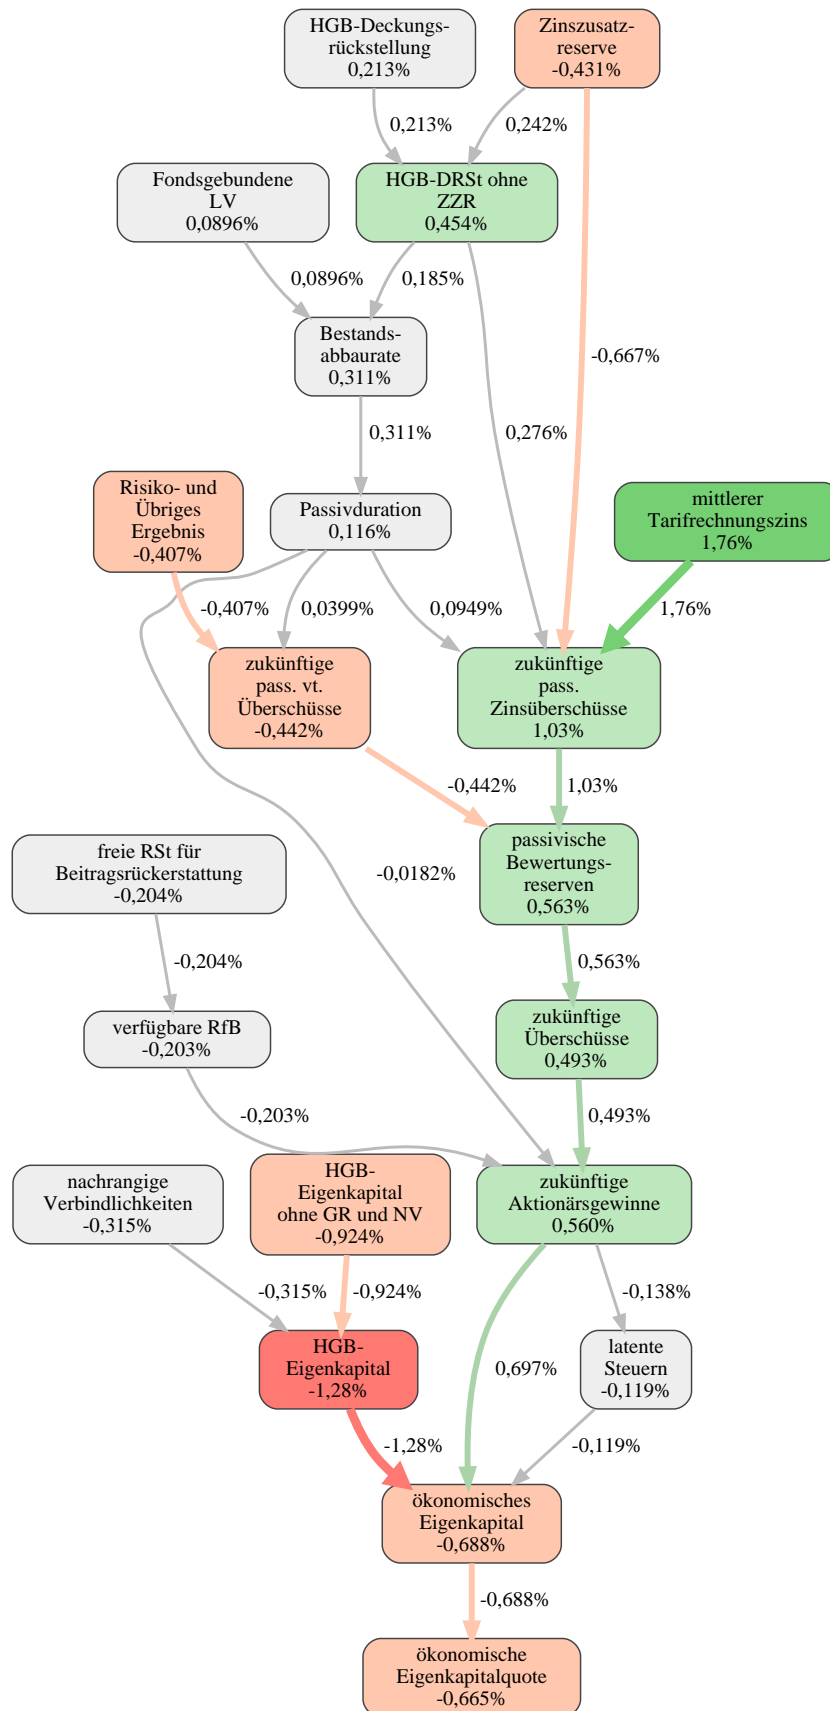 HGB-Deckungs-
rückstellung
0,213%
Zinszusatz-
reserve
-0,431%
0,213%
0,242%
Fondsgebundene
LV
0,0896%
HGB-DRSt ohne
ZZR
0,454%
0,0896%
0,185%
Bestands-
abbaurate
0,311%
-0,667%
0,311%
0,276%
Risiko- und
Übriges
Ergebnis
-0,407%
Passivduration
0,116%
mittlerer
Tarifrechnungszins
1,76%
-0,407%
0,0399%
0,0949%
1,76%
zukünftige
pass. vt.
Überschüsse
-0,442%
zukünftige
pass.
Zinsüberschüsse
1,03%
-0,442%
1,03%
freie RSt für
Beitragsrückerstattung
-0,204%
-0,0182%
passivische
Bewertungs-
reserven
0,563%
-0,204%
0,563%
verfügbare RfB
-0,203%
zukünftige
Überschüsse
0,493%
-0,203%
0,493%
nachrangige
Verbindlichkeiten
-0,315%
HGB-
Eigenkapital
ohne GR und NV
-0,924%
zukünftige
Aktionärsgewinne
0,560%
-0,315%
-0,924%
-0,138%
HGB-
Eigenkapital
-1,28%
0,697%
latente
Steuern
-0,119%
-1,28%
-0,119%
ökonomisches
Eigenkapital
-0,688%
-0,688%
ökonomische
Eigenkapitalquote
-0,665%